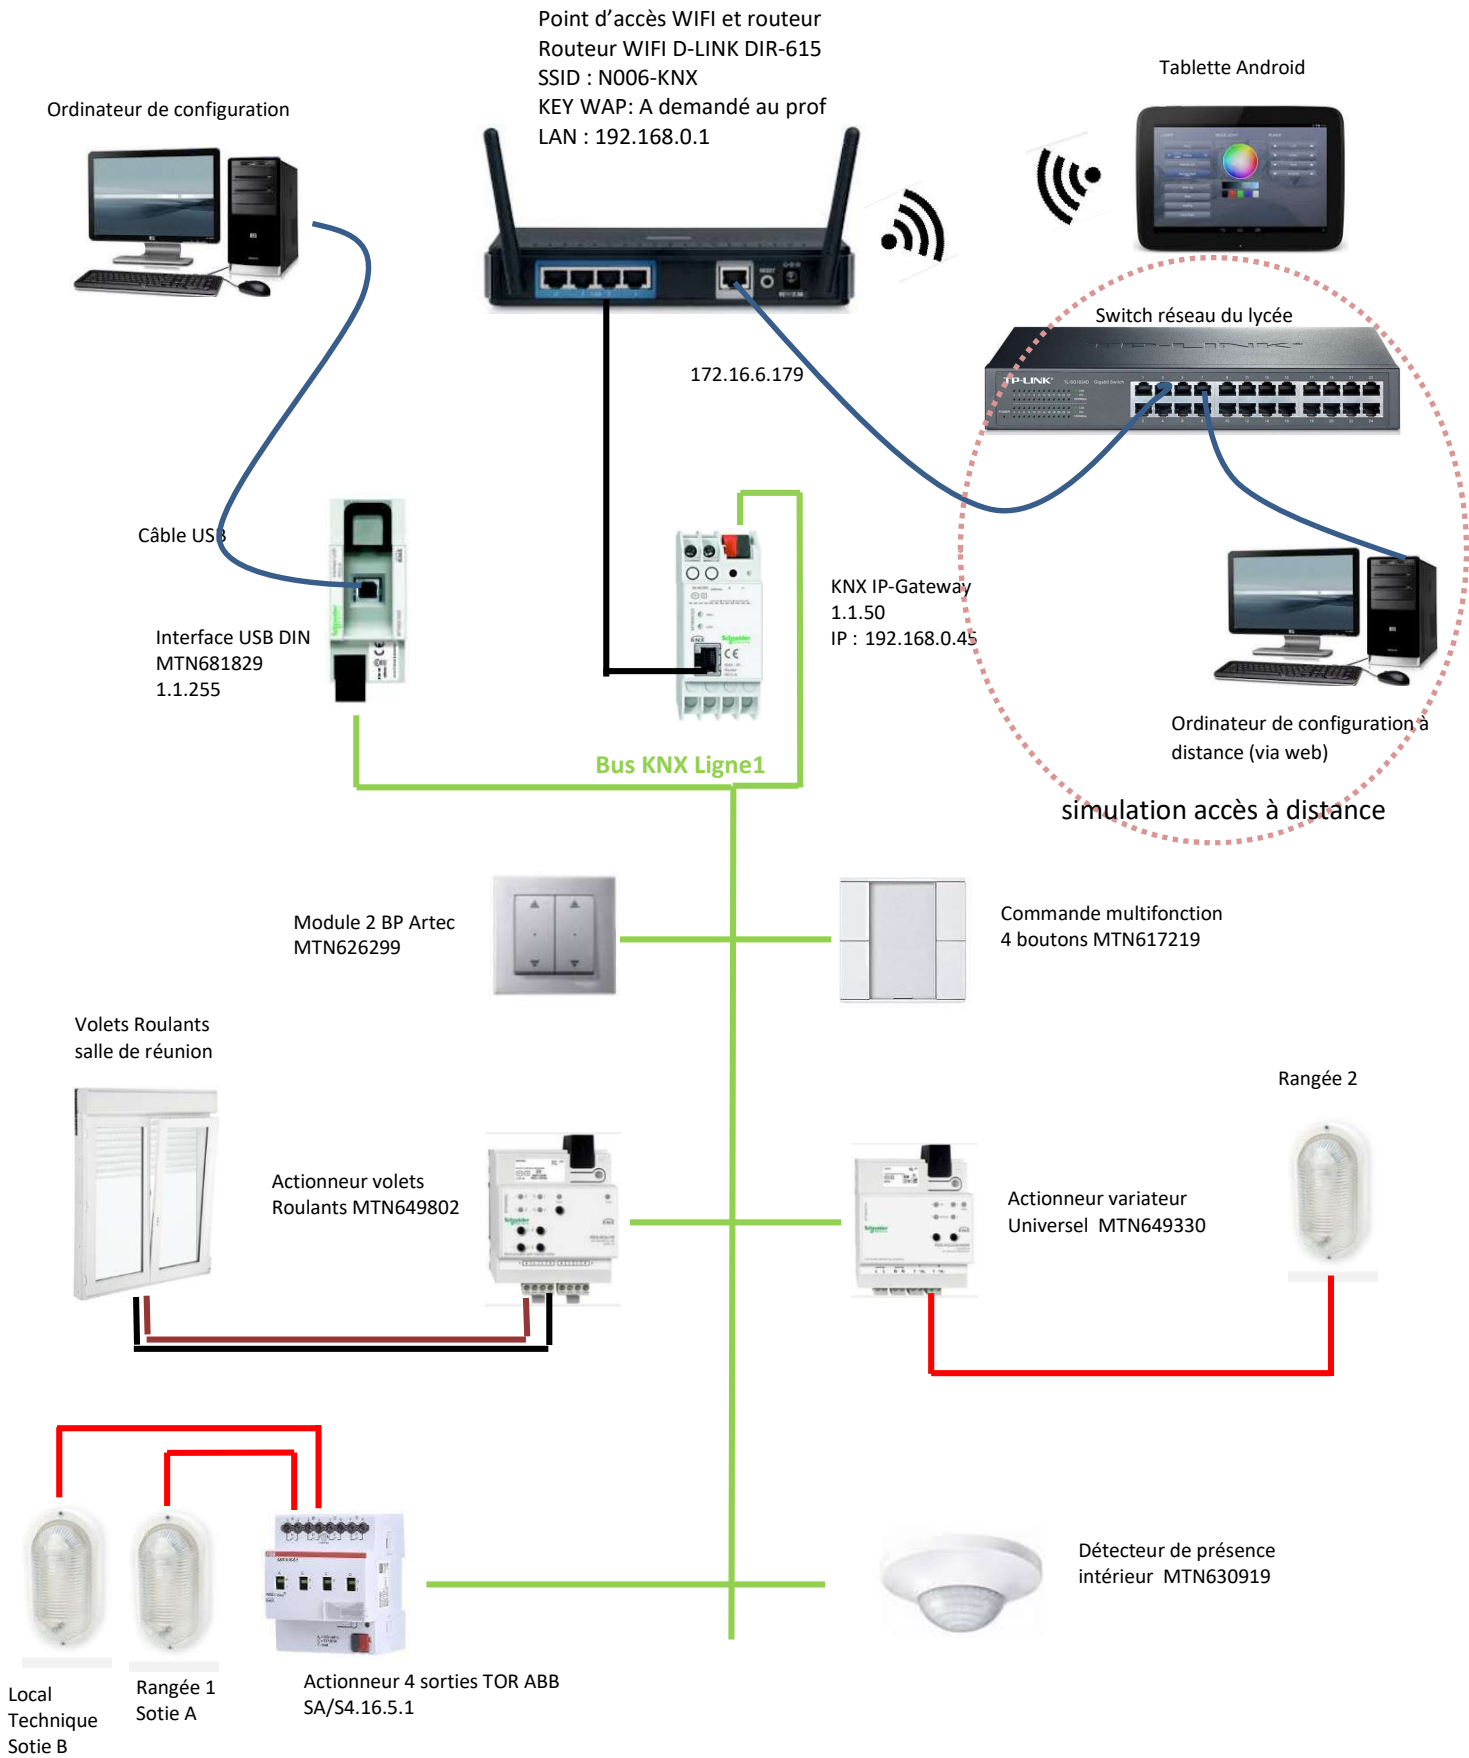 Point d'accès WIFI et routeur
Routeur WIFI D-LINK DIR-615
SSID : N006-KNX
KEY WAP: A demandé au prof
LAN : 192.168.0.1
Tablette Android
Ordinateur de configuration
Switch réseau du lycée
TP-LINK
172.16.6.179
Câble USB
KNX IP-Gateway
1.1.50
IP : 192.168.0.45
Interface USB DIN
MTN681829
1.1.255
Ordinateur de configuration à
distance (via web)
Bus KNX Ligne1
simulation accès à distance
Module 2 BP Artec
MTN626299
Commande multifonction
4 boutons MTN617219
Volets Roulants
salle de réunion
Rangée 2
Actionneur volets
Roulants MTN649802
Actionneur variateur
Universel MTN649330
Détecteur de présence
intérieur MTN630919
Actionneur 4 sorties TOR ABB
SA/S4.16.5.1
Rangée 1
Sotie A
Local
Technique
Sotie B